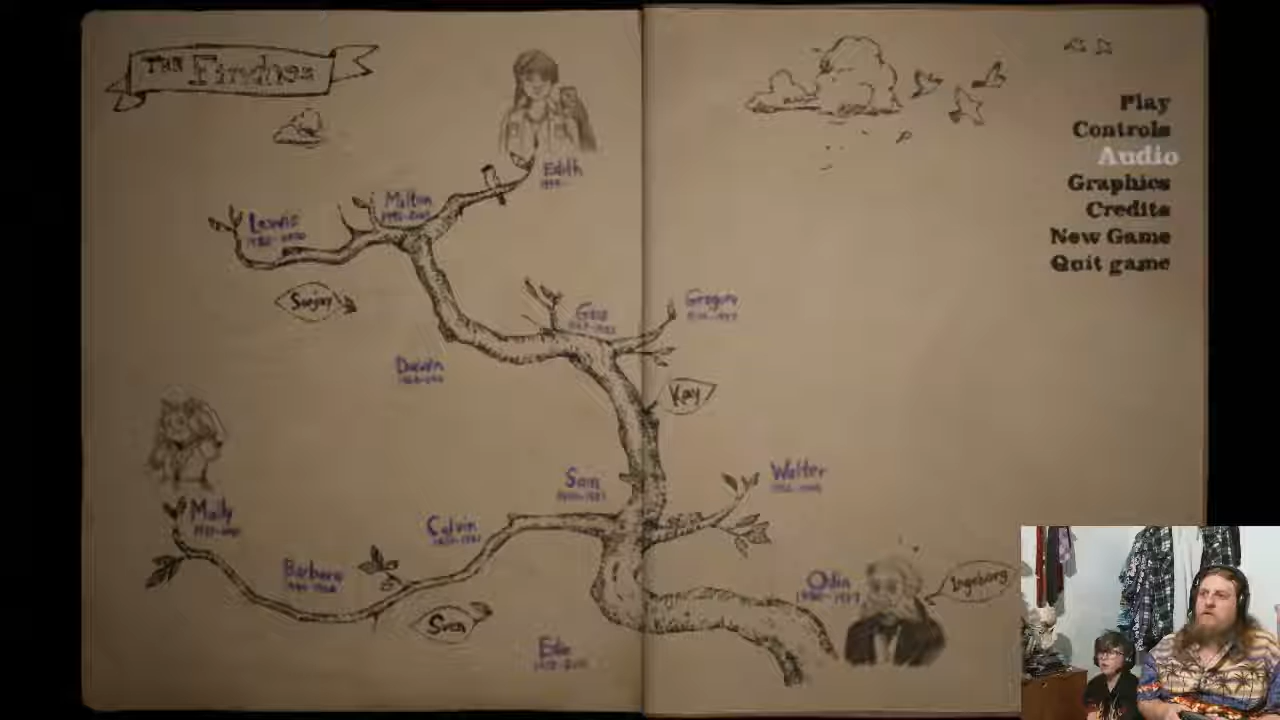 The Finches
Edith
Milton
Lewis
Sanjay
Gus
Gregory
Dawn
Kay
Sam
Walter
Molly
Calvin
Barbara
Sven
Odin
Ingeborg
Edie
Play
Controls
Audio
Graphics
Credits
New Game
Quit game